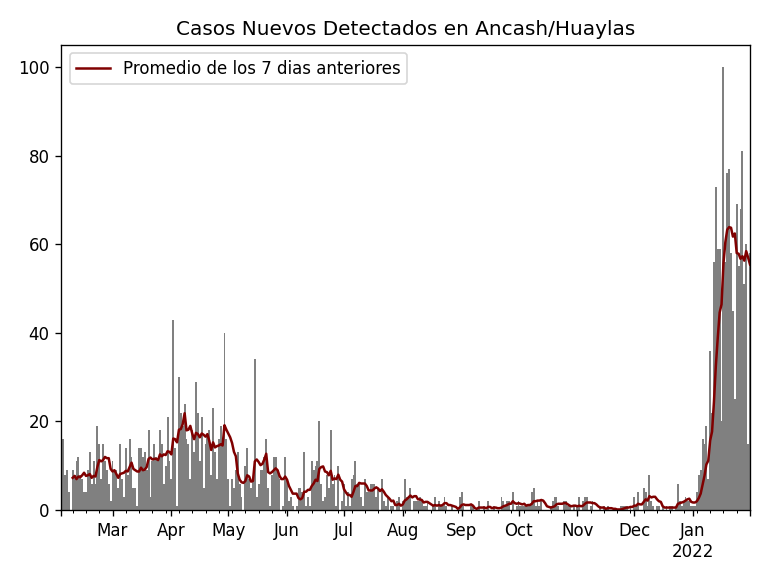 Casos Nuevos Detectados en Ancash/Huaylas
Promedio de los 7 dias anteriores
100
80
60
40
20
0
Mar Apr May Jun Jul Aug Sep Oct Nov Dec Jan
2022